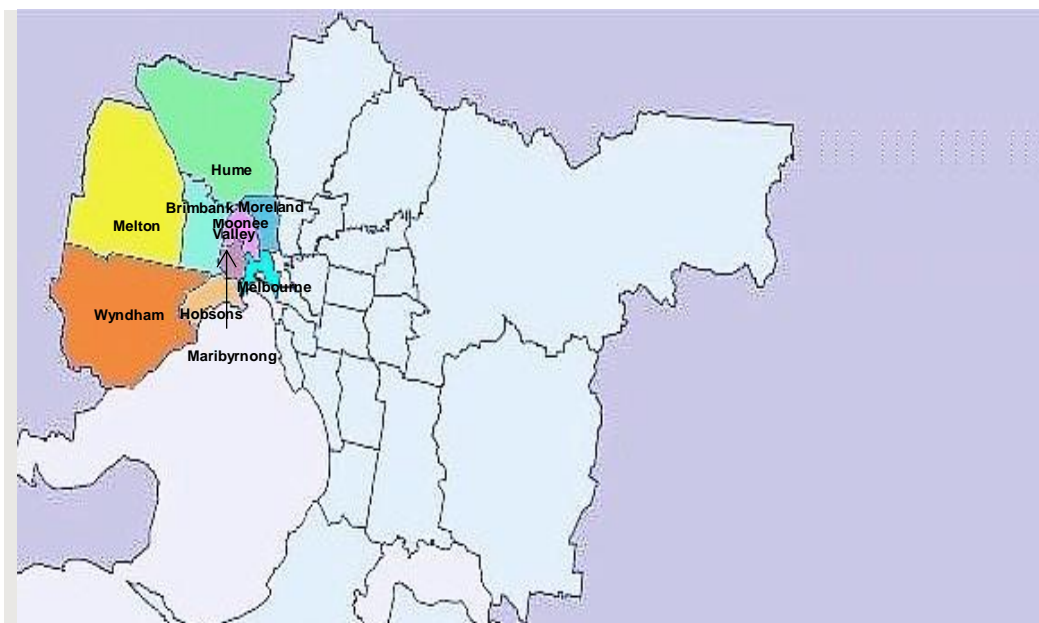 Hume
Brimbank
Moreland
Moonee
Valley
Melton
Melbourne
Wyndham
Hobsons
Maribyrnong